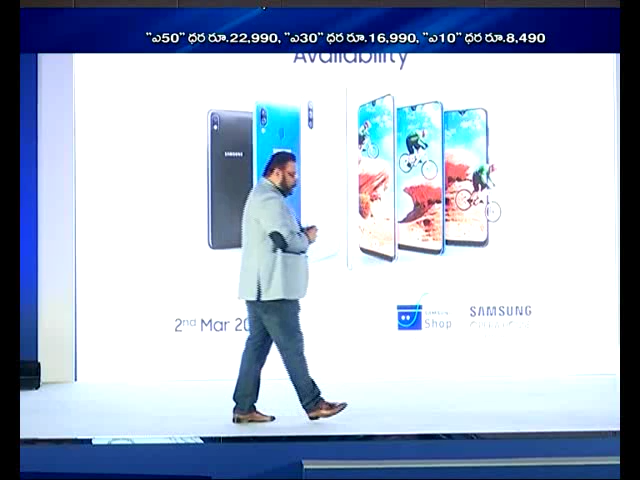 "ఎ50" ధర రూ.22,990, "ఎ30" ధర రూ.16,990, "ఎ10" ధర రూ.8,490
Availability
SAMSUNG
2nd Mar 20
SAMSUNG
Shop
SAMSUNG